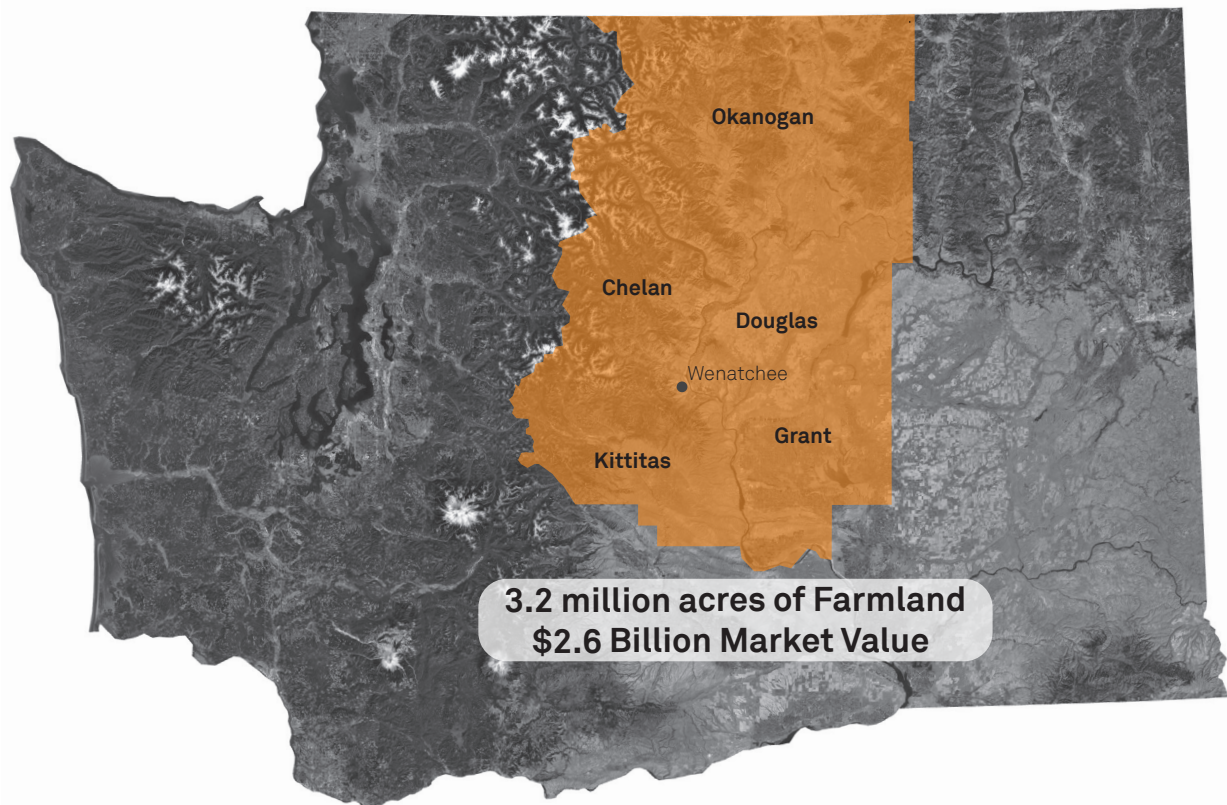 Okanogan
Chelan
Douglas
Wenatchee
Grant
Kittitas
3.2 million acres of Farmland
$2.6 Billion Market Value